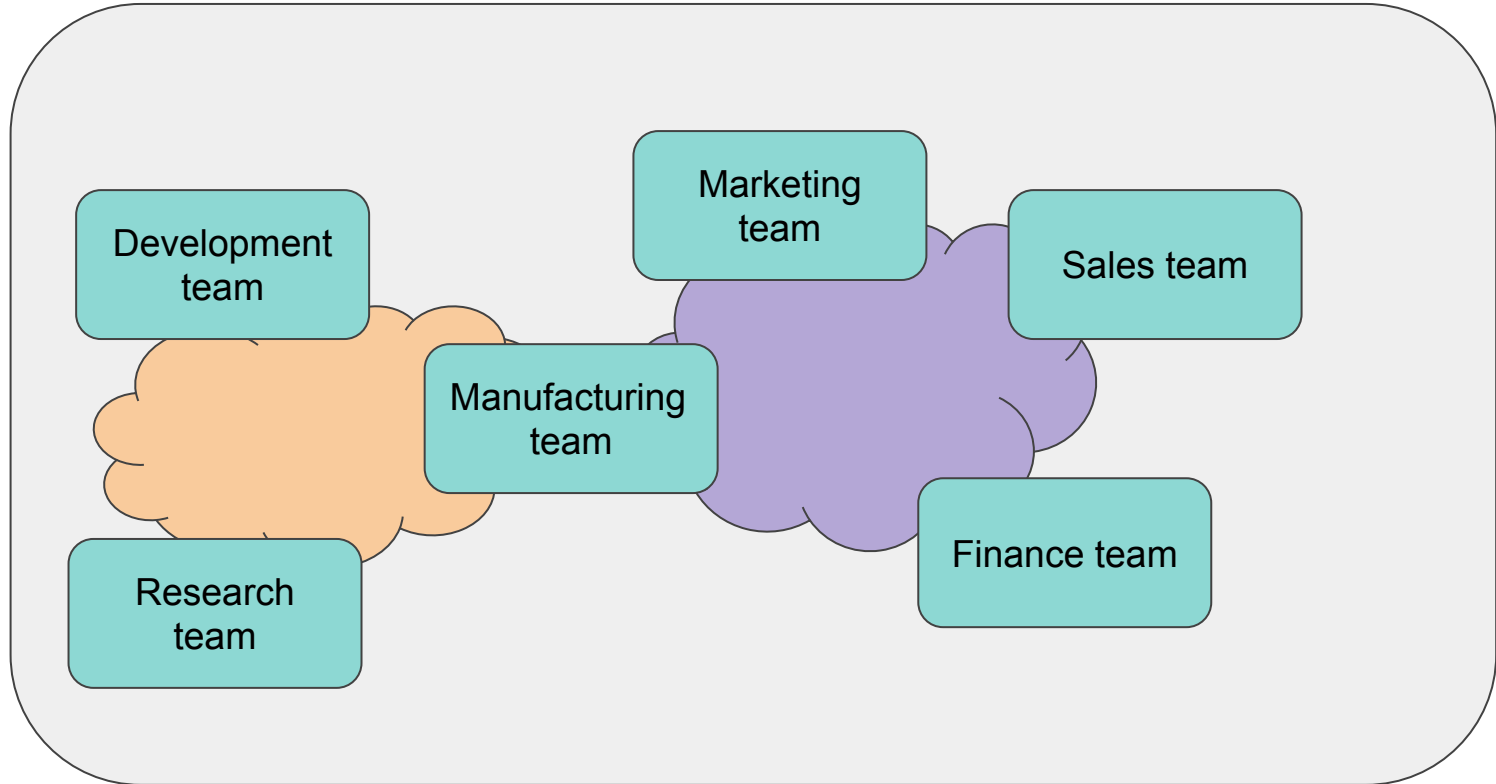 Marketing
team
Development
team
Sales team
Manufacturing
team
Finance team
Research
team